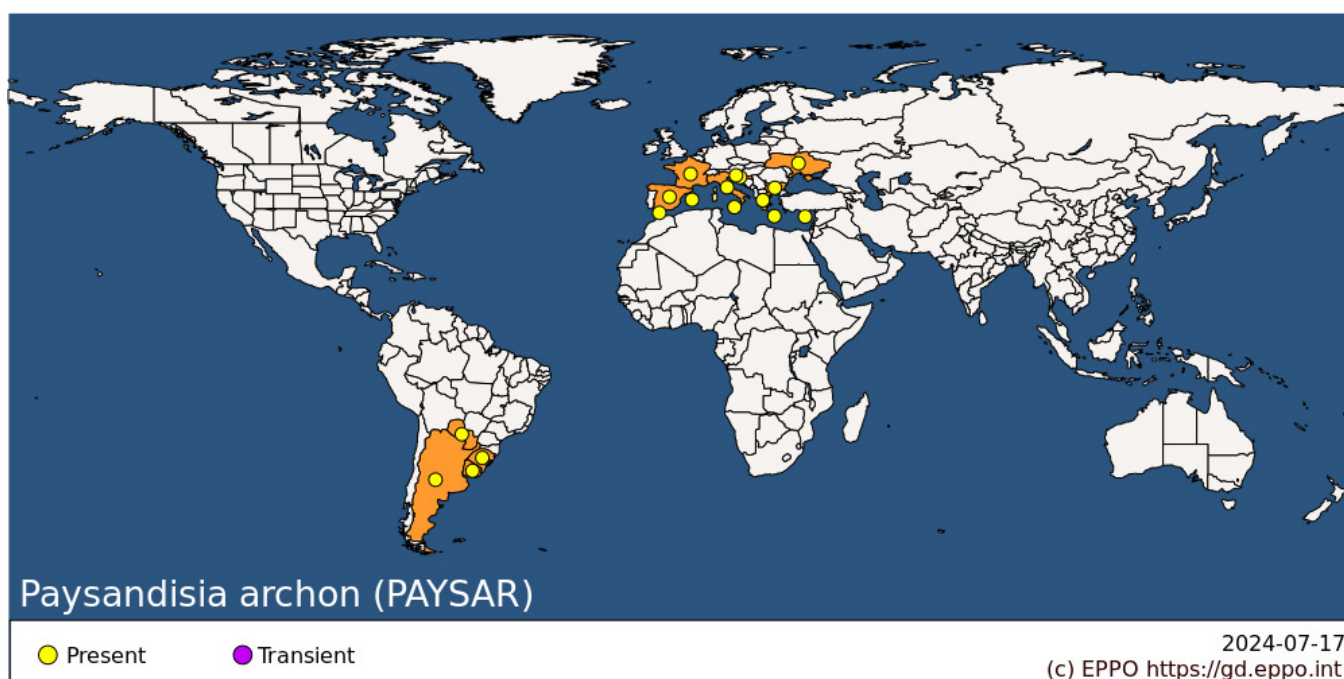 Paysandisia archon (PAYSAR)
Present
Transient
2024-07-17
(c) EPPO https://gd.eppo.int